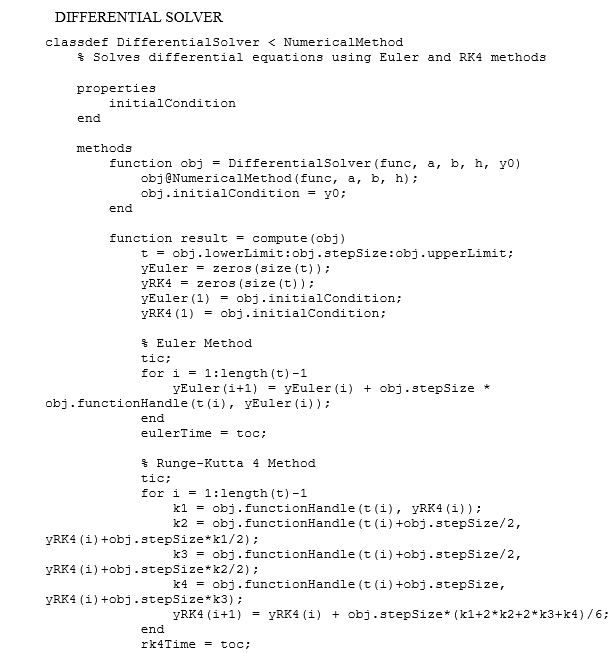 DIFFERENTIAL SOLVER
classdef DifferentialSolver < NumericalMethod
% Solves differential equations using Euler and RK4 methods
properties
initialCondition
end
methods
function obj = DifferentialSolver(func, a, b, h, y0)
obj@NumericalMethod(func, a, b, h);
obj.initialCondition = y0;
end
function result = compute(obj)
t = obj.lowerLimit:obj.stepSize:obj.upperLimit;
yEuler = zeros(size(t));
yRK4 = zeros(size(t));
yEuler(1) = obj.initialCondition;
yRK4(1) = obj.initialCondition;
% Euler Method
tic;
for i = 1:length(t)-1
yEuler(i+1) = yEuler(i) + obj.stepSize *
obj.functionHandle(t(i), yEuler(i));
end
eulerTime = toc;
% Runge-Kutta 4 Method
tic;
for i = 1:length(t)-1
k1 = obj.functionHandle(t(i), yRK4(i));
k2 = obj.functionHandle(t(i)+obj.stepSize/2,
yRK4(i)+obj.stepSize*k1/2);
k3 = obj.functionHandle(t(i)+obj.stepSize/2,
yRK4(i)+obj.stepSize*k2/2);
k4 = obj.functionHandle(t(i)+obj.stepSize,
yRK4(i)+obj.stepSize*k3);
yRK4(i+1) = yRK4(i) + obj.stepSize*(k1+2*k2+2*k3+k4)/6;
end
rk4Time = toc;